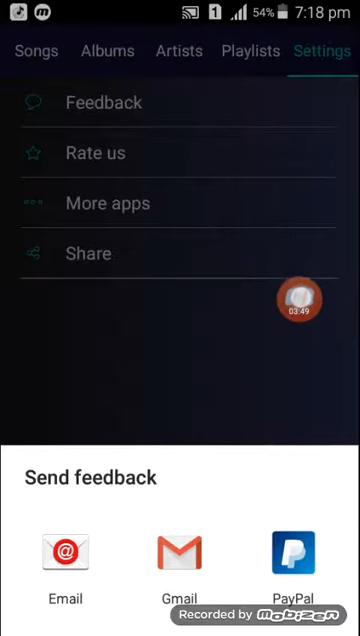 1 54% 7:18 pm
Songs Albums Artists Playlists Settings
Feedback
Rate us
More apps
Share
03:49
Send feedback
Email Gmail PayPal
Recorded by mobizen